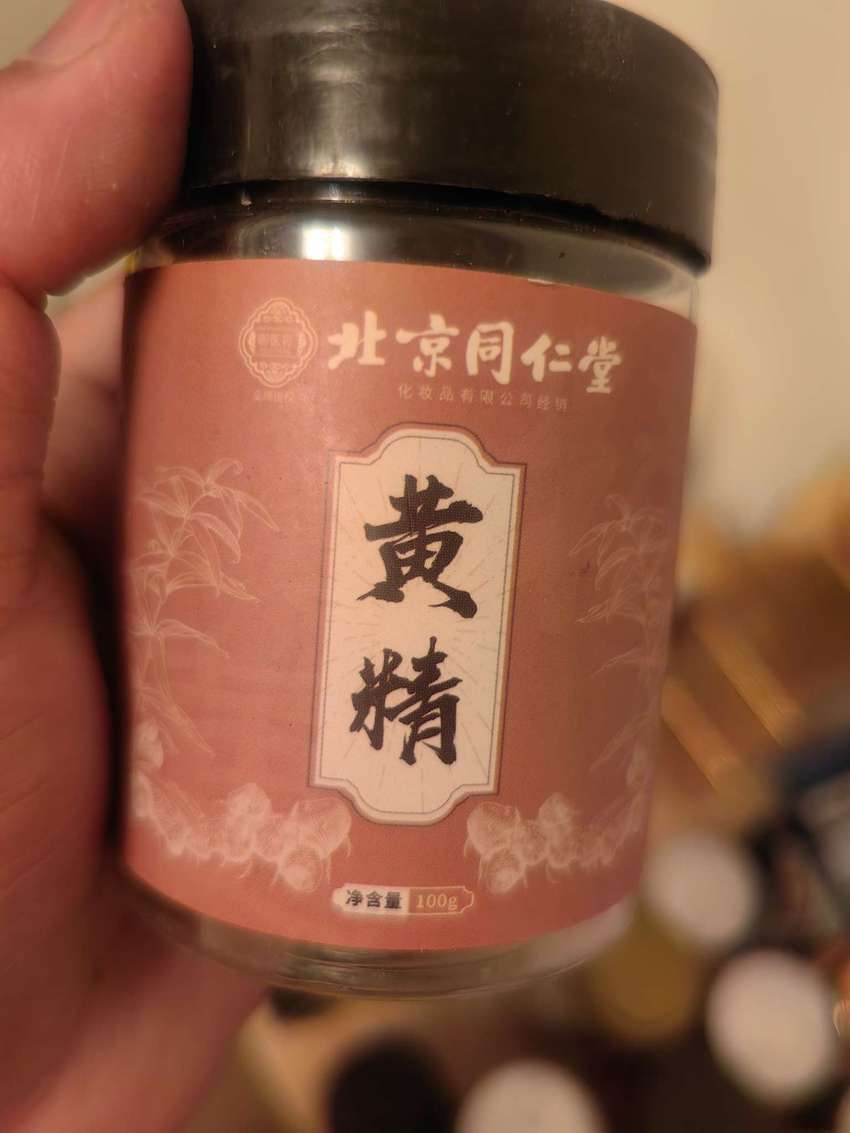 北京同仁堂
化妆品有限公司经销
黄精
净含量 100g